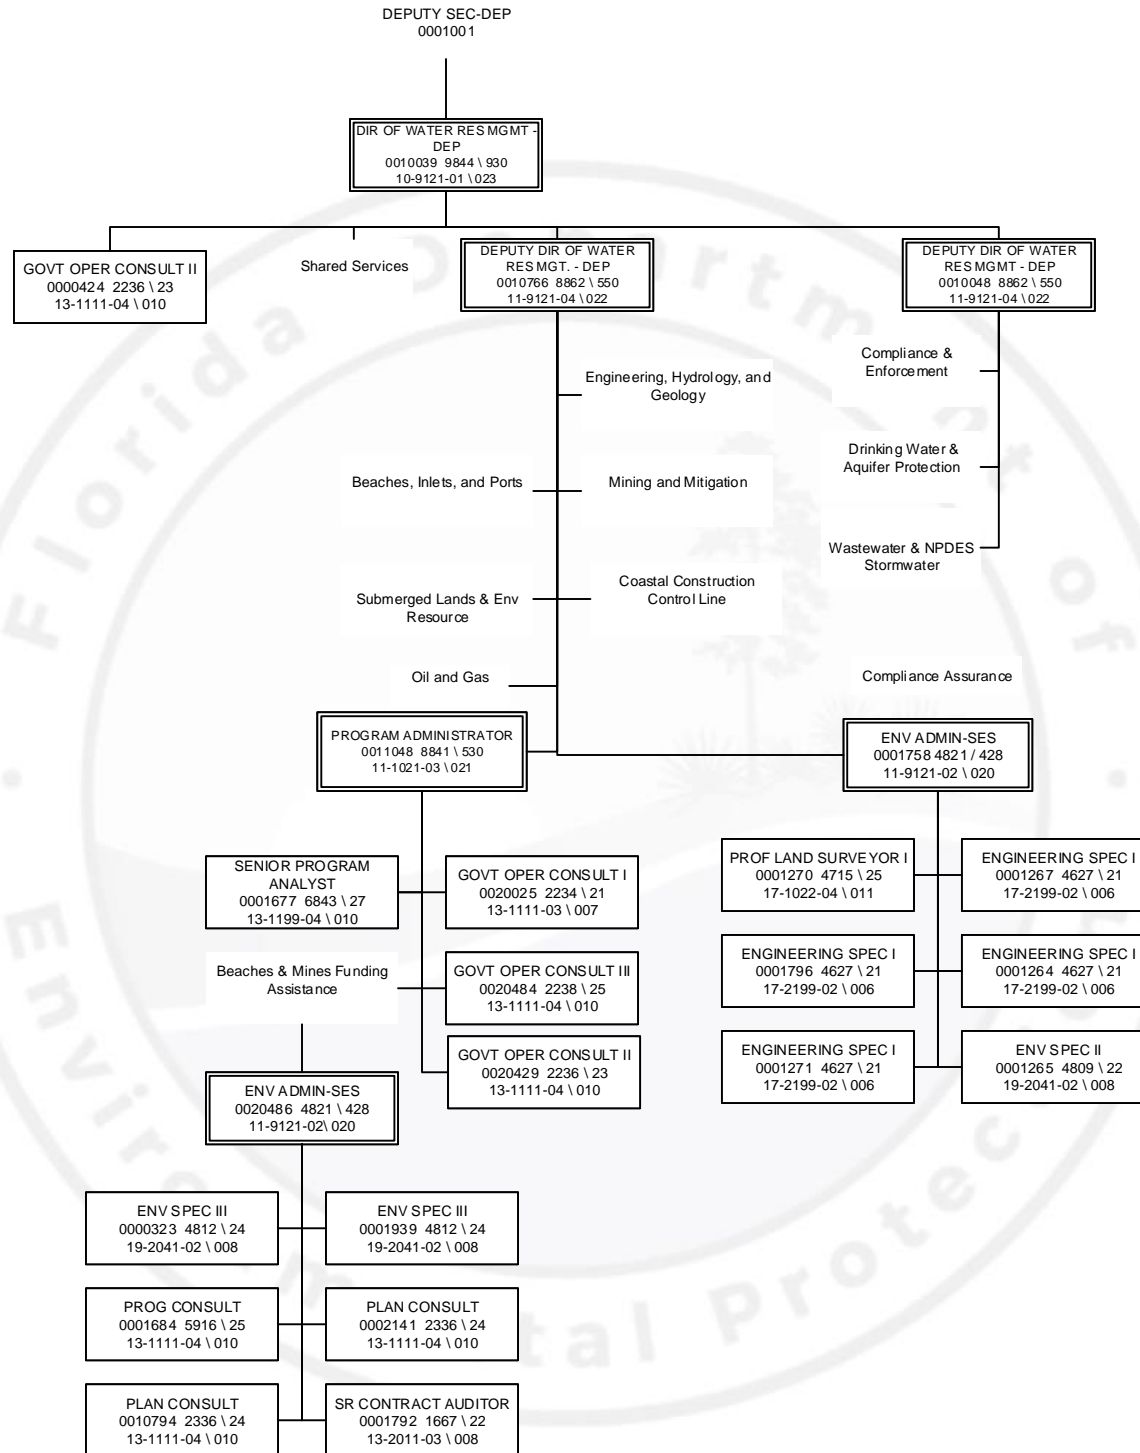 DEPUTY SEC-DEP
0001001
DIR OF WATER RES MGMT -
DEP
0010039 9844 \ 930
10-9121-01 \ 023
GOVT OPER CONSULT II
0000424 2236 \ 23
13-1111-04 \ 010
Shared Services
DEPUTY DIR OF WATER
RES MGT. - DEP
0010766 8862 \ 550
11-9121-04 \ 022
DEPUTY DIR OF WATER
RES MGMT - DEP
0010048 8862 \ 550
11-9121-04 \ 022
Engineering, Hydrology, and
Geology
Compliance &
Enforcement
Beaches, Inlets, and Ports
Mining and Mitigation
Drinking Water &
Aquifer Protection
Submerged Lands & Env
Resource
Coastal Construction
Control Line
Wastewater & NPDES
Stormwater
Oil and Gas
Compliance Assurance
PROGRAM ADMINISTRATOR
0011048 8841 \ 530
11-1021-03 \ 021
ENV ADMIN-SES
0001758 4821 / 428
11-9121-02 \ 020
SENIOR PROGRAM
ANALYST
0001677 6843 \ 27
13-1199-04 \ 010
GOVT OPER CONSULT I
0020025 2234 \ 21
13-1111-03 \ 007
PROF LAND SURVEYOR I
0001270 4715 \ 25
17-1022-04 \ 011
ENGINEERING SPEC I
0001267 4627 \ 21
17-2199-02 \ 006
Beaches & Mines Funding
Assistance
GOVT OPER CONSULT III
0020484 2238 \ 25
13-1111-04 \ 010
ENGINEERING SPEC I
0001796 4627 \ 21
17-2199-02 \ 006
ENGINEERING SPEC I
0001264 4627 \ 21
17-2199-02 \ 006
GOVT OPER CONSULT II
0020429 2236 \ 23
13-1111-04 \ 010
ENGINEERING SPEC I
0001271 4627 \ 21
17-2199-02 \ 006
ENV SPEC II
0001265 4809 \ 22
19-2041-02 \ 008
ENV ADMIN-SES
0020486 4821 \ 428
11-9121-02\ 020
ENV SPEC III
0000323 4812 \ 24
19-2041-02 \ 008
ENV SPEC III
0001939 4812 \ 24
19-2041-02 \ 008
PROG CONSULT
0001684 5916 \ 25
13-1111-04 \ 010
PLAN CONSULT
0002141 2336 \ 24
13-1111-04 \ 010
PLAN CONSULT
0010794 2336 \ 24
13-1111-04 \ 010
SR CONTRACT AUDITOR
0001792 1667 \ 22
13-2011-03 \ 008